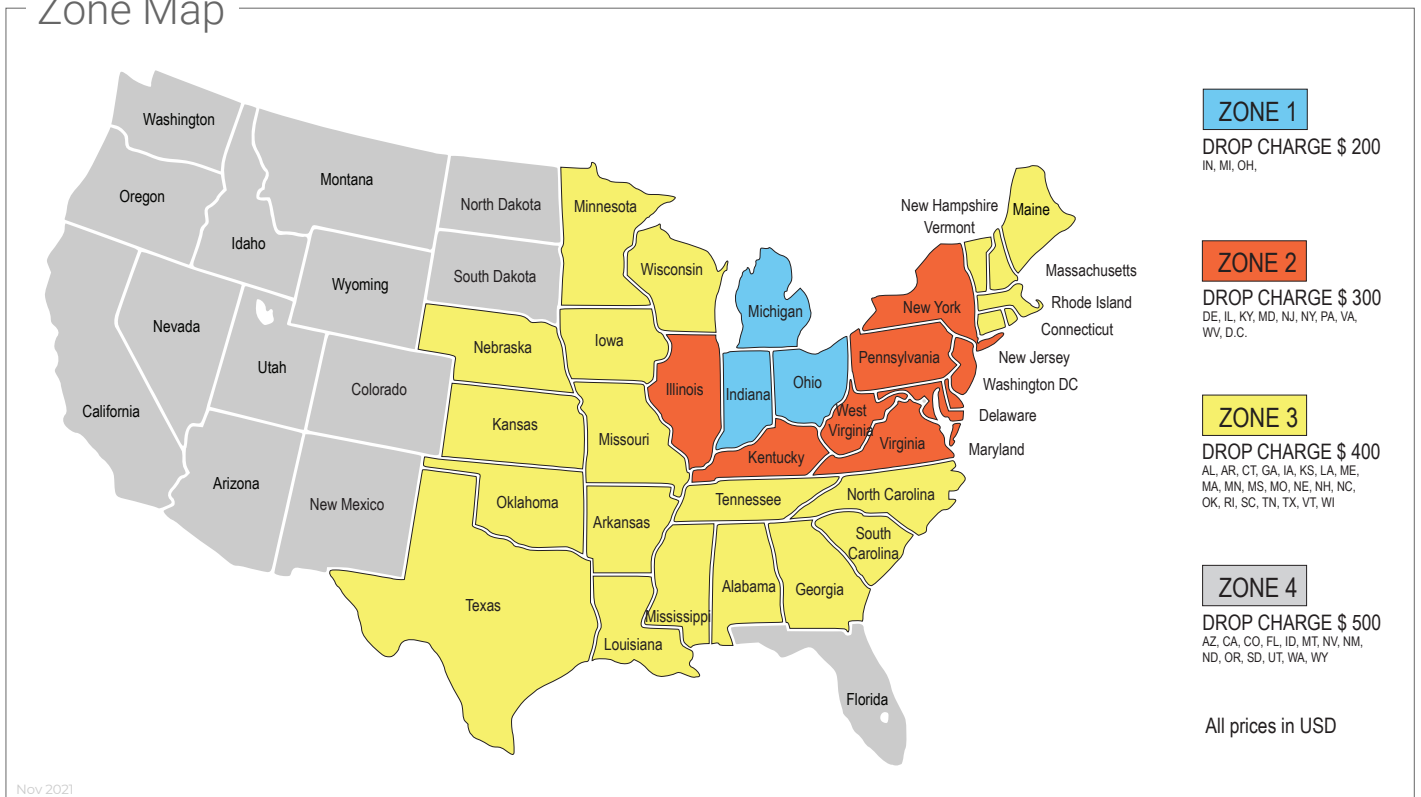 Zone Map
Washington
Oregon
California
Nevada
Idaho
Montana
Wyoming
Utah
Arizona
Colorado
New Mexico
North Dakota
South Dakota
Nebraska
Kansas
Oklahoma
Texas
Minnesota
Iowa
Missouri
Arkansas
Louisiana
Wisconsin
Illinois
Michigan
Indiana
Ohio
Kentucky
Tennessee
Mississippi
Alabama
Georgia
Florida
South
Carolina
North Carolina
Virginia
West
Virginia
Pennsylvania
New York
New Hampshire
Vermont
Maine
Massachusetts
Rhode Island
Connecticut
New Jersey
Washington DC
Delaware
Maryland
ZONE 1
DROP CHARGE $ 200
IN, MI, OH,
ZONE 2
DROP CHARGE $ 300
DE, IL, KY, MD, NJ, NY, PA, VA,
WV, D.C.
ZONE 3
DROP CHARGE $ 400
AL, AR, CT, GA, IA, KS, LA, ME,
MA, MN, MS, MO, NE, NH, NC,
OK, RI, SC, TN, TX, VT, WI
ZONE 4
DROP CHARGE $ 500
AZ, CA, CO, FL, ID, MT, NV, NM,
ND, OR, SD, UT, WA, WY
All prices in USD
Nov 2021